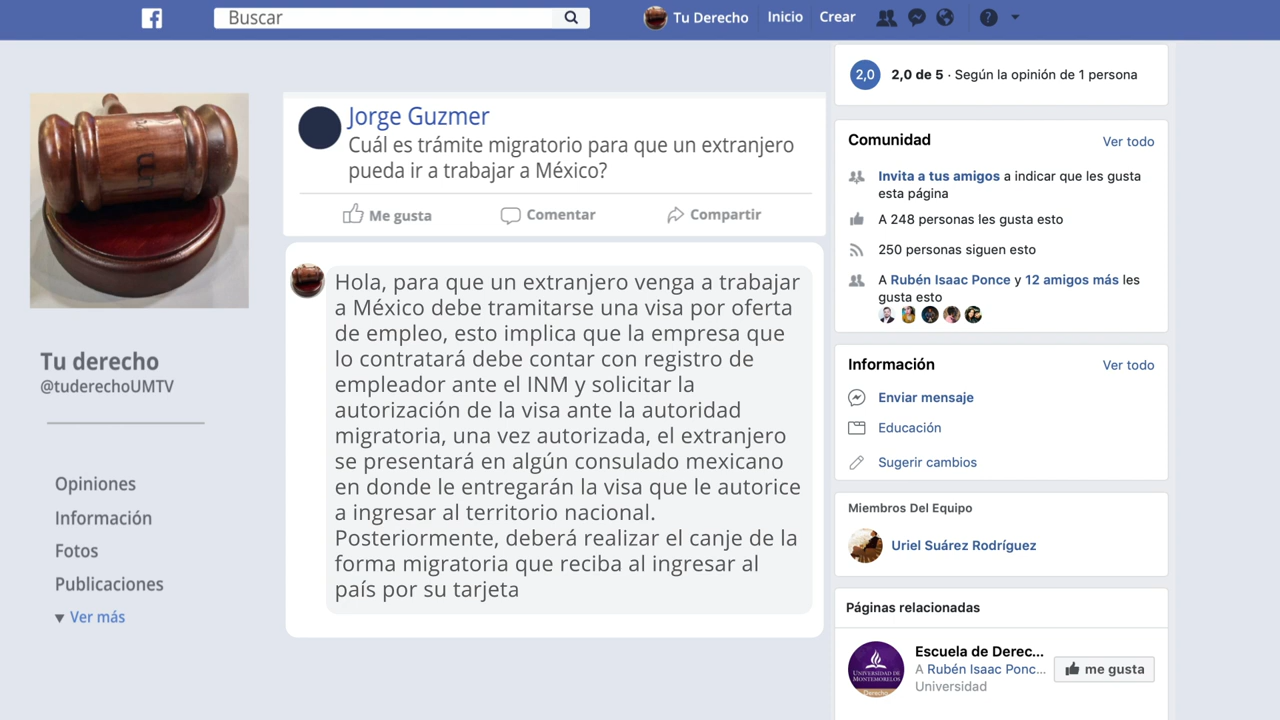 Buscar
Tu Derecho
Inicio
Crear
Tu derecho
@tuderechoUMTV
Opiniones
Información
Fotos
Publicaciones
Ver más
Jorge Guzmer
Cuál es trámite migratorio para que un extranjero
pueda ir a trabajar a México?
Me gusta
Comentar
Compartir
Hola, para que un extranjero venga a trabajar
a México debe tramitarse una visa por oferta
de empleo, esto implica que la empresa que
lo contratará debe contar con registro de
empleador ante el INM y solicitar la
autorización de la visa ante la autoridad
migratoria, una vez autorizada, el extranjero
se presentará en algún consulado mexicano
en donde le entregarán la visa que le autorice
a ingresar al territorio nacional.
Posteriormente, deberá realizar el canje de la
forma migratoria que reciba al ingresar al
país por su tarjeta
2,0
2,0 de 5 · Según la opinión de 1 persona
Comunidad
Ver todo
Invita a tus amigos a indicar que les gusta
esta página
A 248 personas les gusta esto
250 personas siguen esto
A Rubén Isaac Ponce y 12 amigos más les
gusta esto
Información
Ver todo
Enviar mensaje
Educación
Sugerir cambios
Miembros Del Equipo
Uriel Suárez Rodríguez
Páginas relacionadas
UNIVERSIDAD DE
MONTEMORELOS
Derecho
Escuela de Derec...
A Rubén Isaac Ponc...
Universidad
me gusta